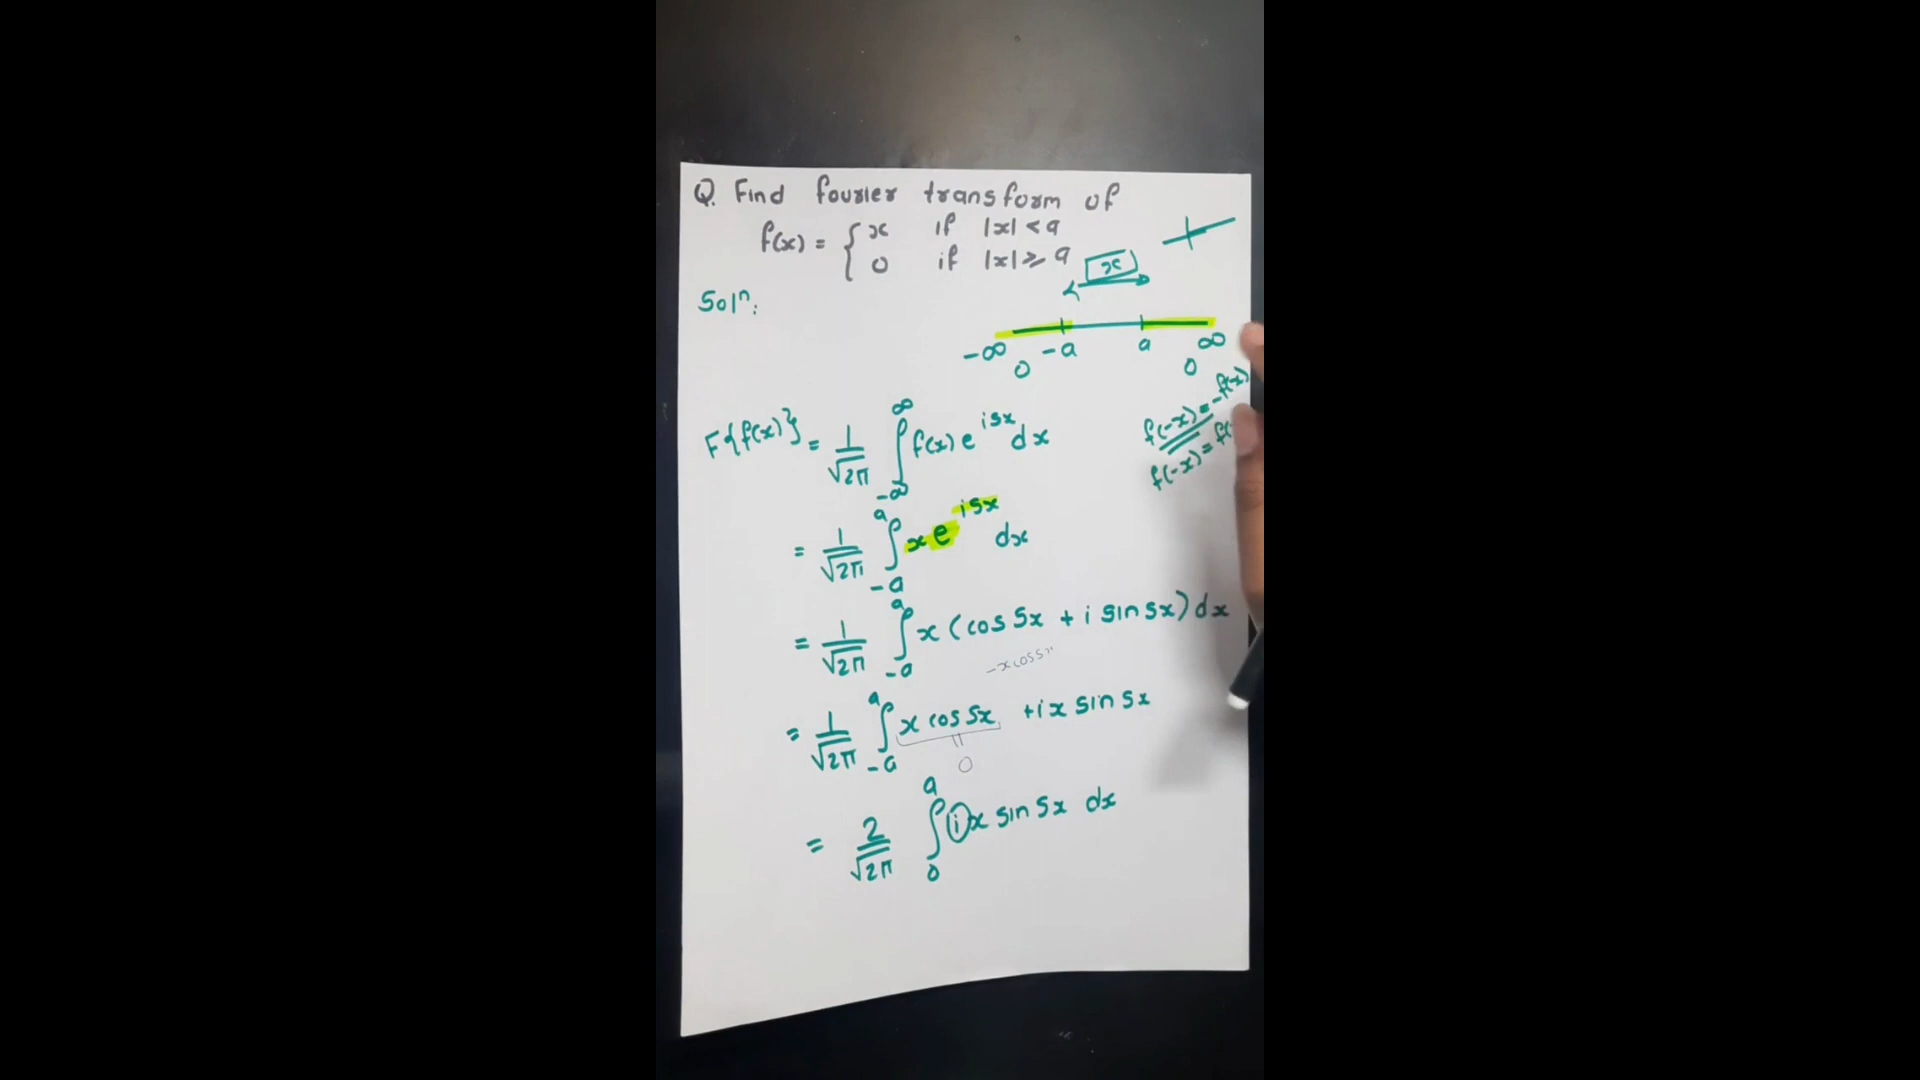 Q. Find fourier transform of
f(x) = { x if |x| < a
0 if |x| ≥ a
x
Solⁿ:
-∞ -a a ∞
0 0
f(-x) = -f(x)
f(-x) = f(
F{f(x)} = 1/√2π ∫_{-∞}^{∞} f(x) e^{isx} dx
= 1/√2π ∫_{-a}^{a} x e^{isx} dx
= 1/√2π ∫_{-a}^{a} x (cos sx + i sin sx) dx
-x cos s
= 1/√2π ∫_{-a}^{a} x cos sx + i x sin sx
0
= 2/√2π ∫_{0}^{a} i x sin sx dx